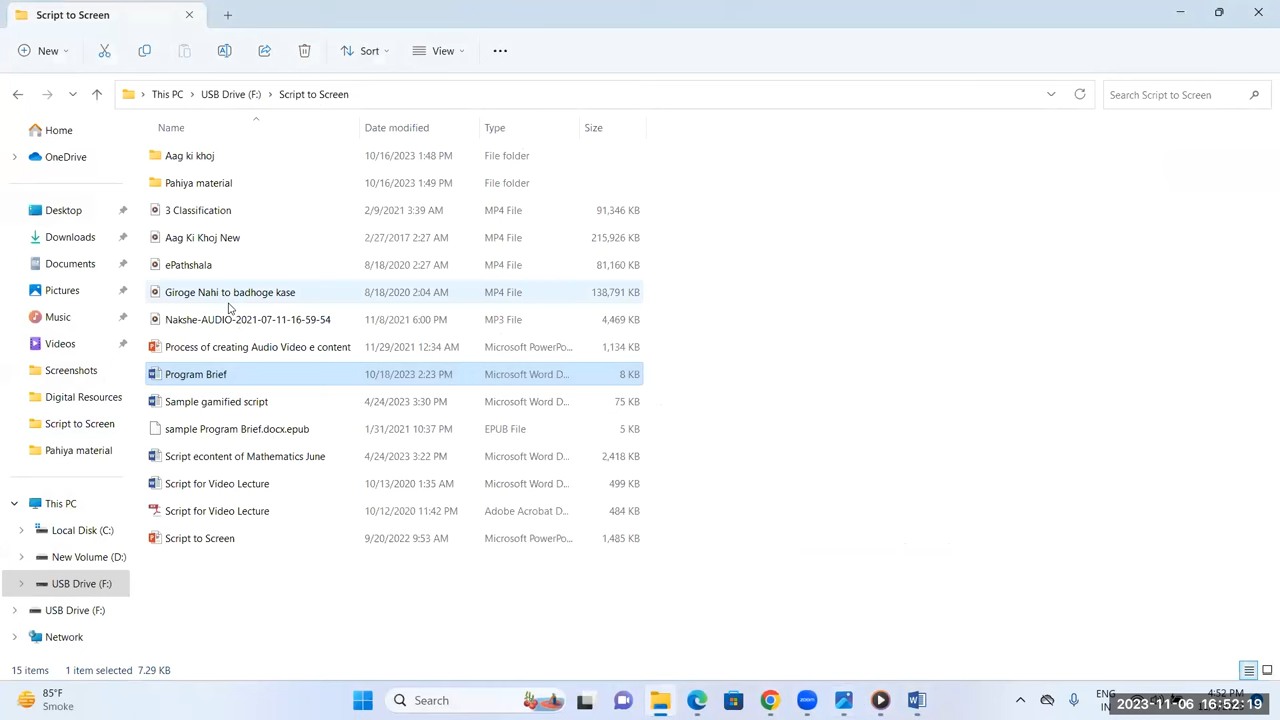 Script to Screen
New
Sort
View
This PC > USB Drive (F:) > Script to Screen
Search Script to Screen
Name Date modified Type Size
Home
OneDrive
Desktop
Downloads
Documents
Pictures
Music
Videos
Screenshots
Digital Resources
Script to Screen
Pahiya material
This PC
Local Disk (C:)
New Volume (D:)
USB Drive (F:)
USB Drive (F:)
Network
Aag ki khoj 10/16/2023 1:48 PM File folder
Pahiya material 10/16/2023 1:49 PM File folder
3 Classification 2/9/2021 3:39 AM MP4 File 91,346 KB
Aag Ki Khoj New 2/27/2017 2:27 AM MP4 File 215,926 KB
ePathshala 8/18/2020 2:27 AM MP4 File 81,160 KB
Giroge Nahi to badhoge kase 8/18/2020 2:04 AM MP4 File 138,791 KB
Nakshe-AUDIO-2021-07-11-16-59-54 11/8/2021 6:00 PM MP3 File 4,469 KB
Process of creating Audio Video e content 11/29/2021 12:34 AM Microsoft PowerPo... 1,134 KB
Program Brief 10/18/2023 2:23 PM Microsoft Word D... 8 KB
Sample gamified script 4/24/2023 3:30 PM Microsoft Word D... 75 KB
sample Program Brief.docx.epub 1/31/2021 10:37 PM EPUB File 5 KB
Script econtent of Mathematics June 4/24/2023 3:22 PM Microsoft Word D... 2,418 KB
Script for Video Lecture 10/13/2020 1:35 AM Microsoft Word D... 499 KB
Script for Video Lecture 10/12/2020 11:42 PM Adobe Acrobat D... 484 KB
Script to Screen 9/20/2022 9:53 AM Microsoft PowerPo... 1,485 KB
15 items 1 item selected 7.29 KB
85°F
Smoke
Search
zoom
ENG
IN
4:52 PM
2023-11-06 16:52:19